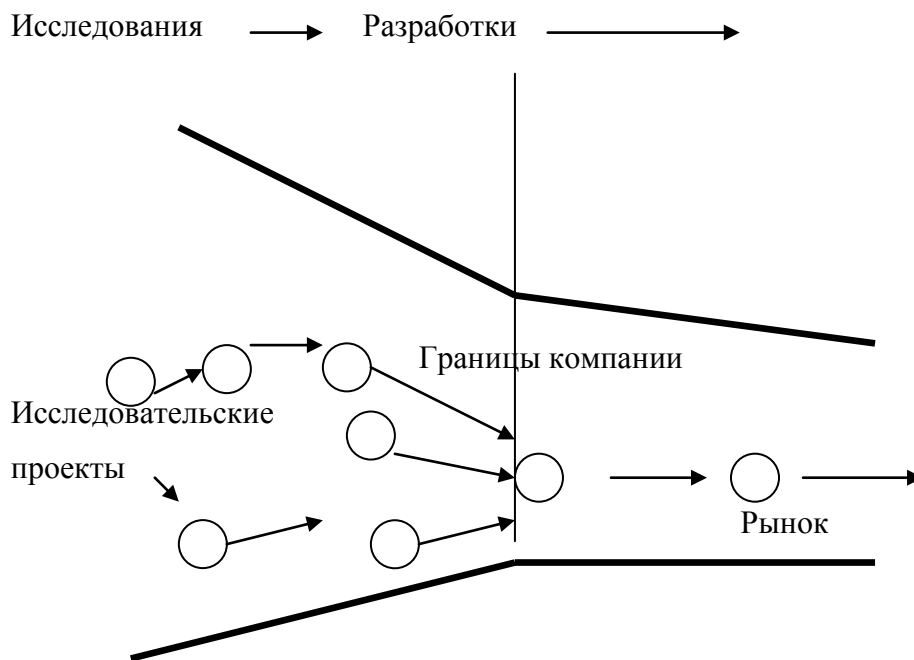 Исследования
Разработки
Границы компании
Исследовательские
проекты
Рынок